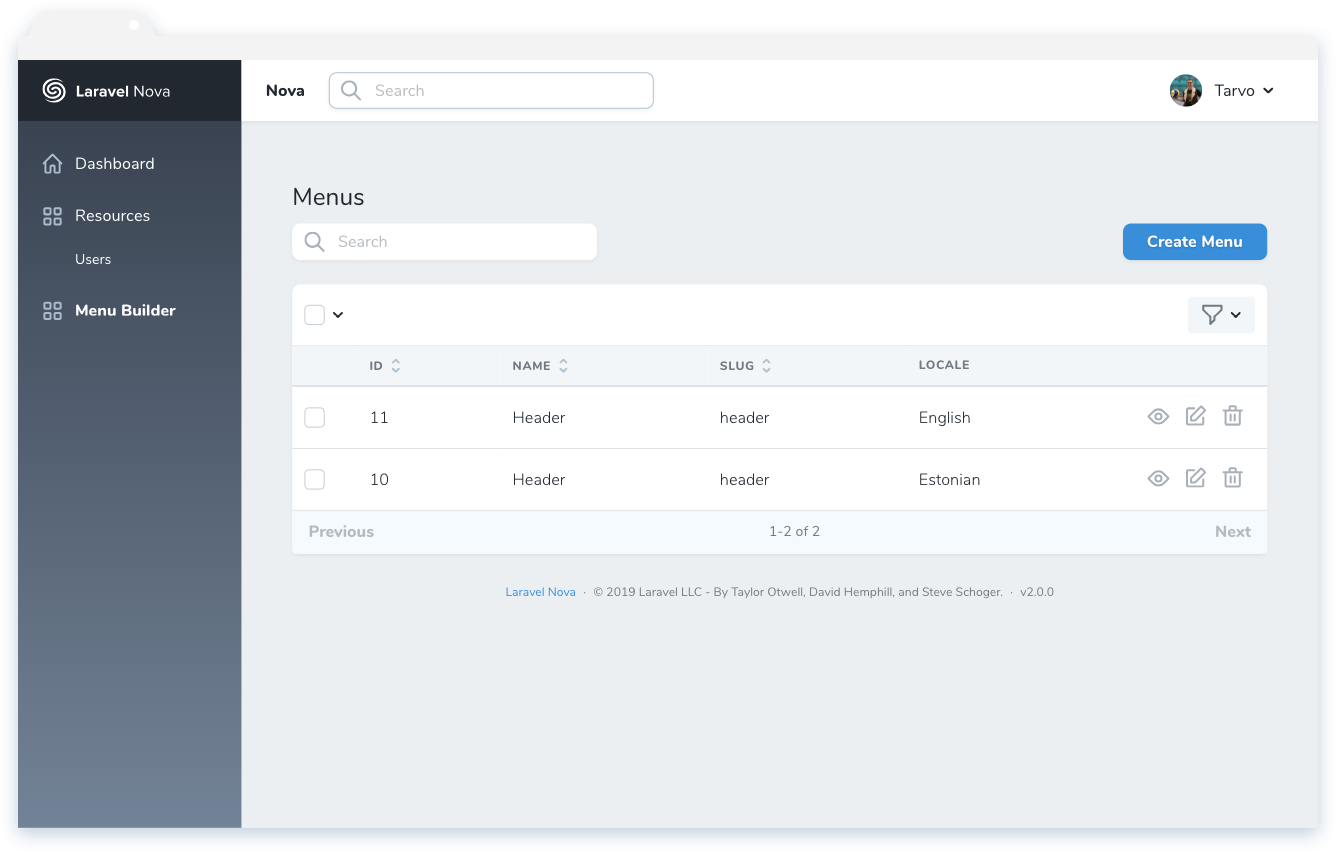 Laravel Nova
Nova
Search
Tarvo
Dashboard
Resources
Users
Menu Builder
Menus
Search
Create Menu
ID NAME SLUG LOCALE
11 Header header English
10 Header header Estonian
Previous 1-2 of 2 Next
Laravel Nova · © 2019 Laravel LLC - By Taylor Otwell, David Hemphill, and Steve Schoger. · v2.0.0